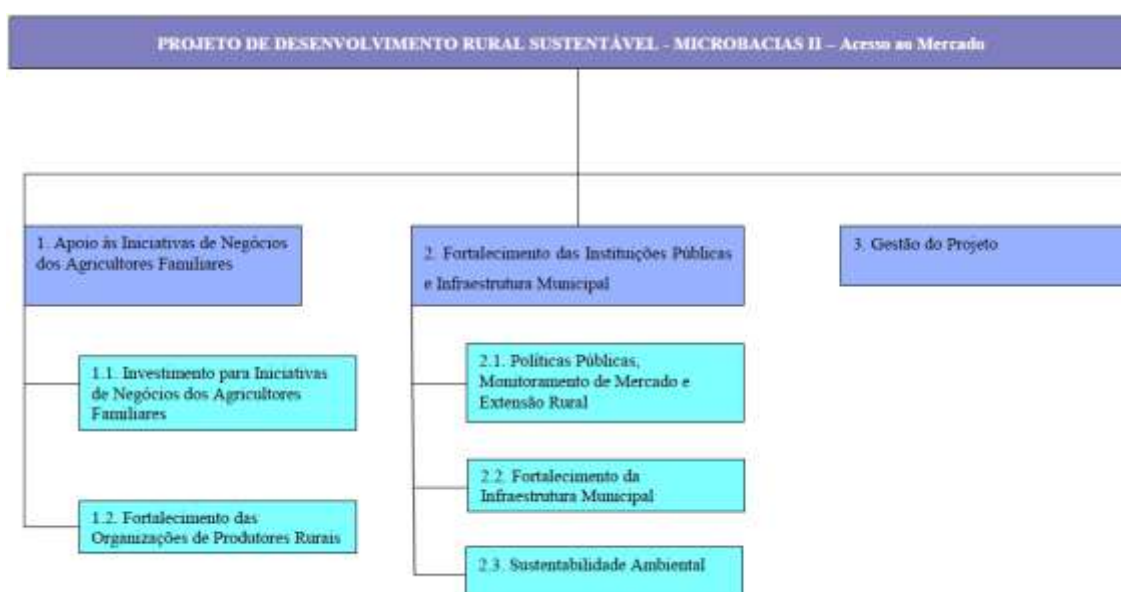 PROJETO DE DESENVOLVIMENTO RURAL SUSTENTÁVEL - MICROBACIAS II – Acesso ao Mercado
1. Apoio às Iniciativas de Negócios
dos Agricultores Familiares
1.1. Investimento para Iniciativas
de Negócios dos Agricultores
Familiares
1.2. Fortalecimento das
Organizações de Produtores Rurais
2. Fortalecimento das Instituições Públicas
e Infraestrutura Municipal
2.1. Políticas Públicas,
Monitoramento de Mercado e
Extensão Rural
2.2. Fortalecimento da
Infraestrutura Municipal
2.3. Sustentabilidade Ambiental
3. Gestão do Projeto